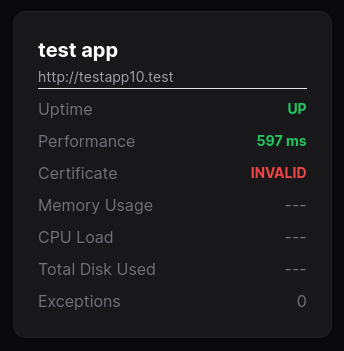 test app
http://testapp10.test
Uptime UP
Performance 597 ms
Certificate INVALID
Memory Usage ---
CPU Load ---
Total Disk Used ---
Exceptions 0